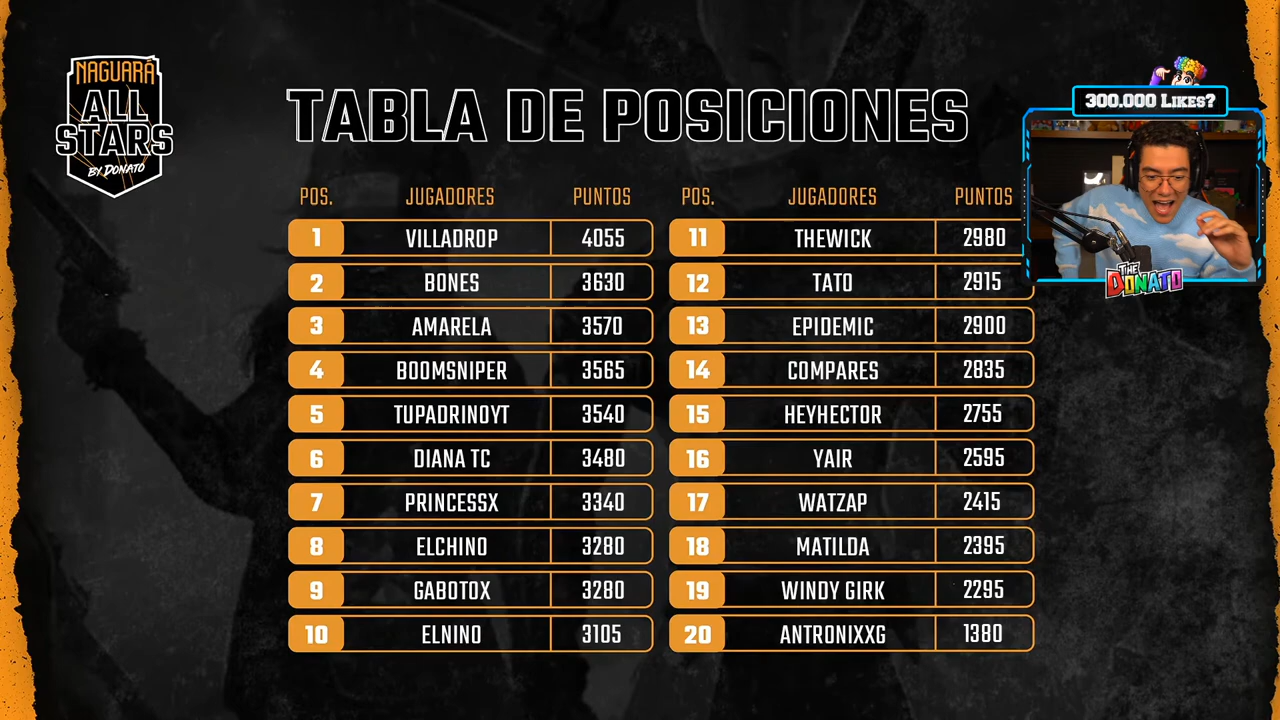 NAGUARÁ
ALL
STARS
BY DONATO
TABLA DE POSICIONES
300.000 LIKES?
THE
DONATO
POS. JUGADORES PUNTOS
1 VILLADROP 4055
2 BONES 3630
3 AMARELA 3570
4 BOOMSNIPER 3565
5 TUPADRINOYT 3540
6 DIANA TC 3480
7 PRINCESSX 3340
8 ELCHINO 3280
9 GABOTOX 3280
10 ELNINO 3105
POS. JUGADORES PUNTOS
11 THEWICK 2980
12 TATO 2915
13 EPIDEMIC 2900
14 COMPARES 2835
15 HEYHECTOR 2755
16 YAIR 2595
17 WATZAP 2415
18 MATILDA 2395
19 WINDY GIRK 2295
20 ANTRONIXXG 1380